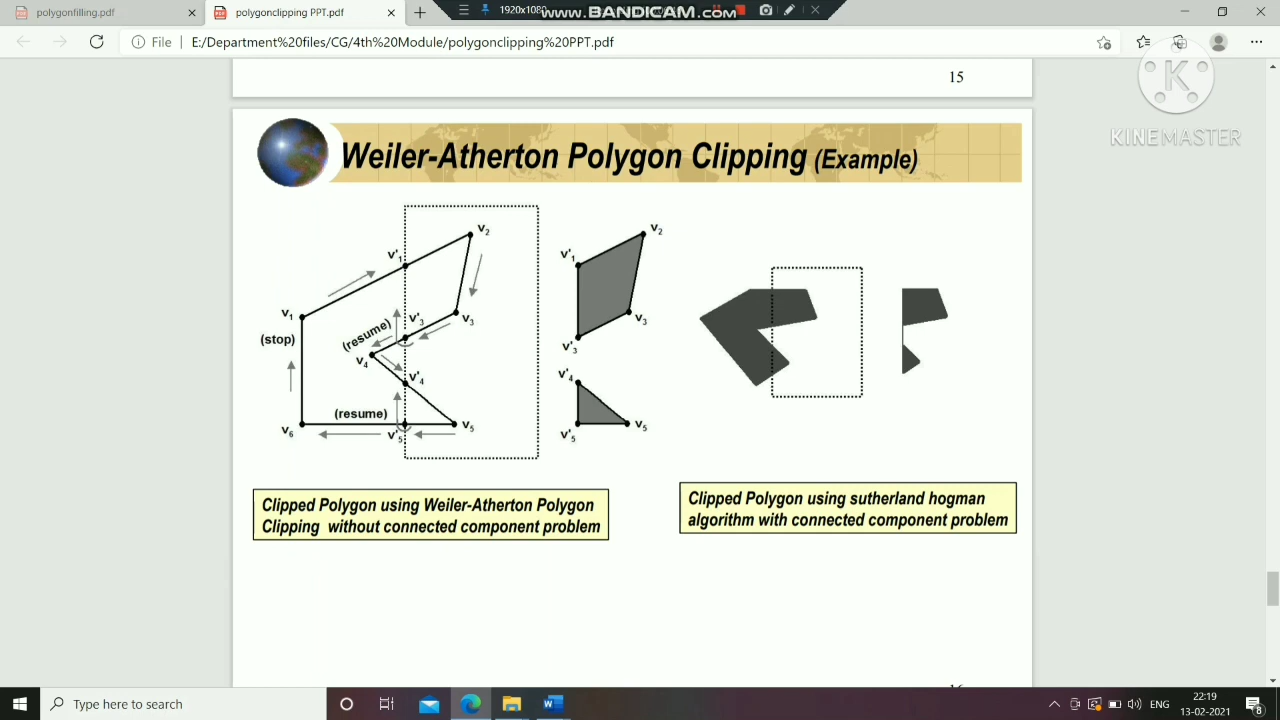 polygonfilling.pdf
polygonclipping PPT.pdf
1920x1080
www.BANDICAM.com
File
E:/Department%20files/CG/4th%20Module/polygonclipping%20PPT.pdf
K
KINEMASTER
15
Weiler-Atherton Polygon Clipping (Example)
v2
v'1
v1
(stop)
(resume)
v'3
v3
v4
v'4
(resume)
v6
v'5
v5
v2
v'1
v3
v'3
v'4
v5
v'5
Clipped Polygon using Weiler-Atherton Polygon
Clipping without connected component problem
Clipped Polygon using sutherland hogman
algorithm with connected component problem
Type here to search
ENG
22:19
13-02-2021
8